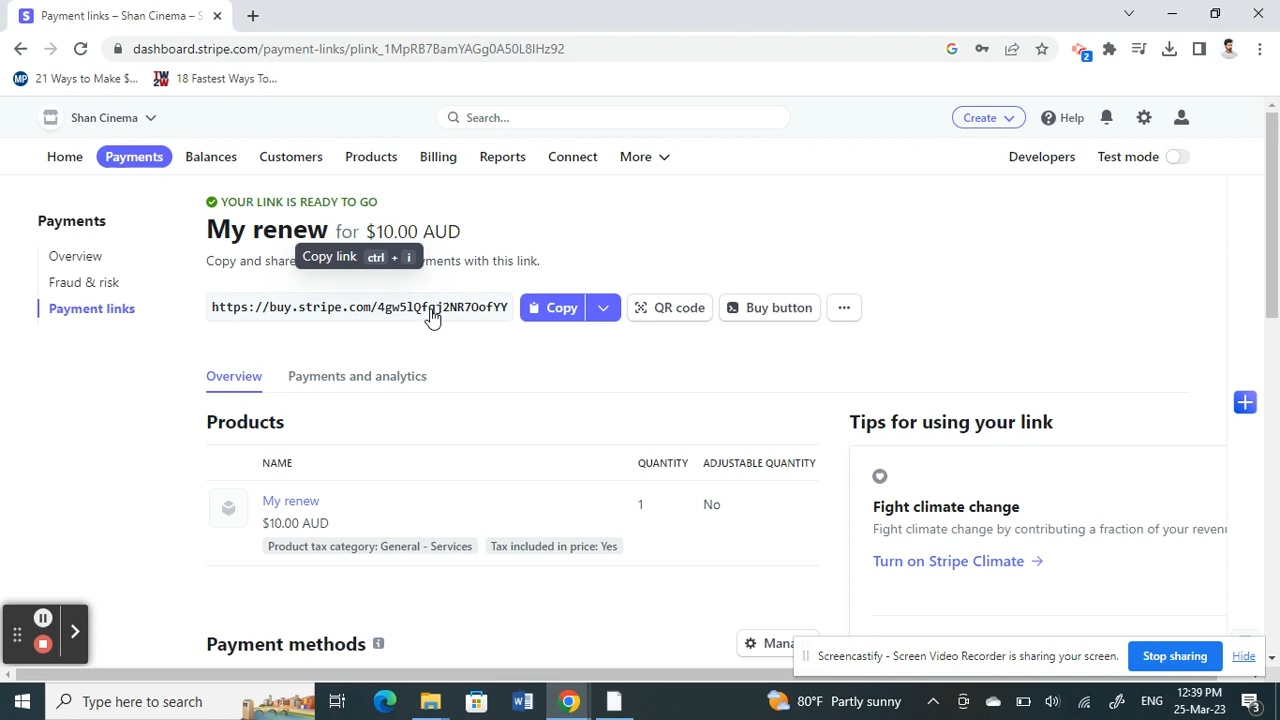 Payment links – Shan Cinema – S
dashboard.stripe.com/payment-links/plink_1MpRB7BamYAGg0A50L8IHz92
2
MP 21 Ways to Make $...
TW 2W 18 Fastest Ways To...
Shan Cinema
Search...
Create
Help
Home
Payments
Balances
Customers
Products
Billing
Reports
Connect
More
Developers
Test mode
Payments
Overview
Fraud & risk
Payment links
YOUR LINK IS READY TO GO
My renew for $10.00 AUD
Copy link ctrl + i
Copy and share yments with this link.
https://buy.stripe.com/4gw5lQfqj2NR7OofYY
Copy
QR code
Buy button
Overview
Payments and analytics
Products
NAME
QUANTITY
ADJUSTABLE QUANTITY
My renew
1
No
$10.00 AUD
Product tax category: General - Services
Tax included in price: Yes
Payment methods
Mana
Tips for using your link
Fight climate change
Fight climate change by contributing a fraction of your revenu
Turn on Stripe Climate →
Screencastify - Screen Video Recorder is sharing your screen.
Stop sharing
Hide
Type here to search
80°F Partly sunny
ENG
12:39 PM
25-Mar-23
3